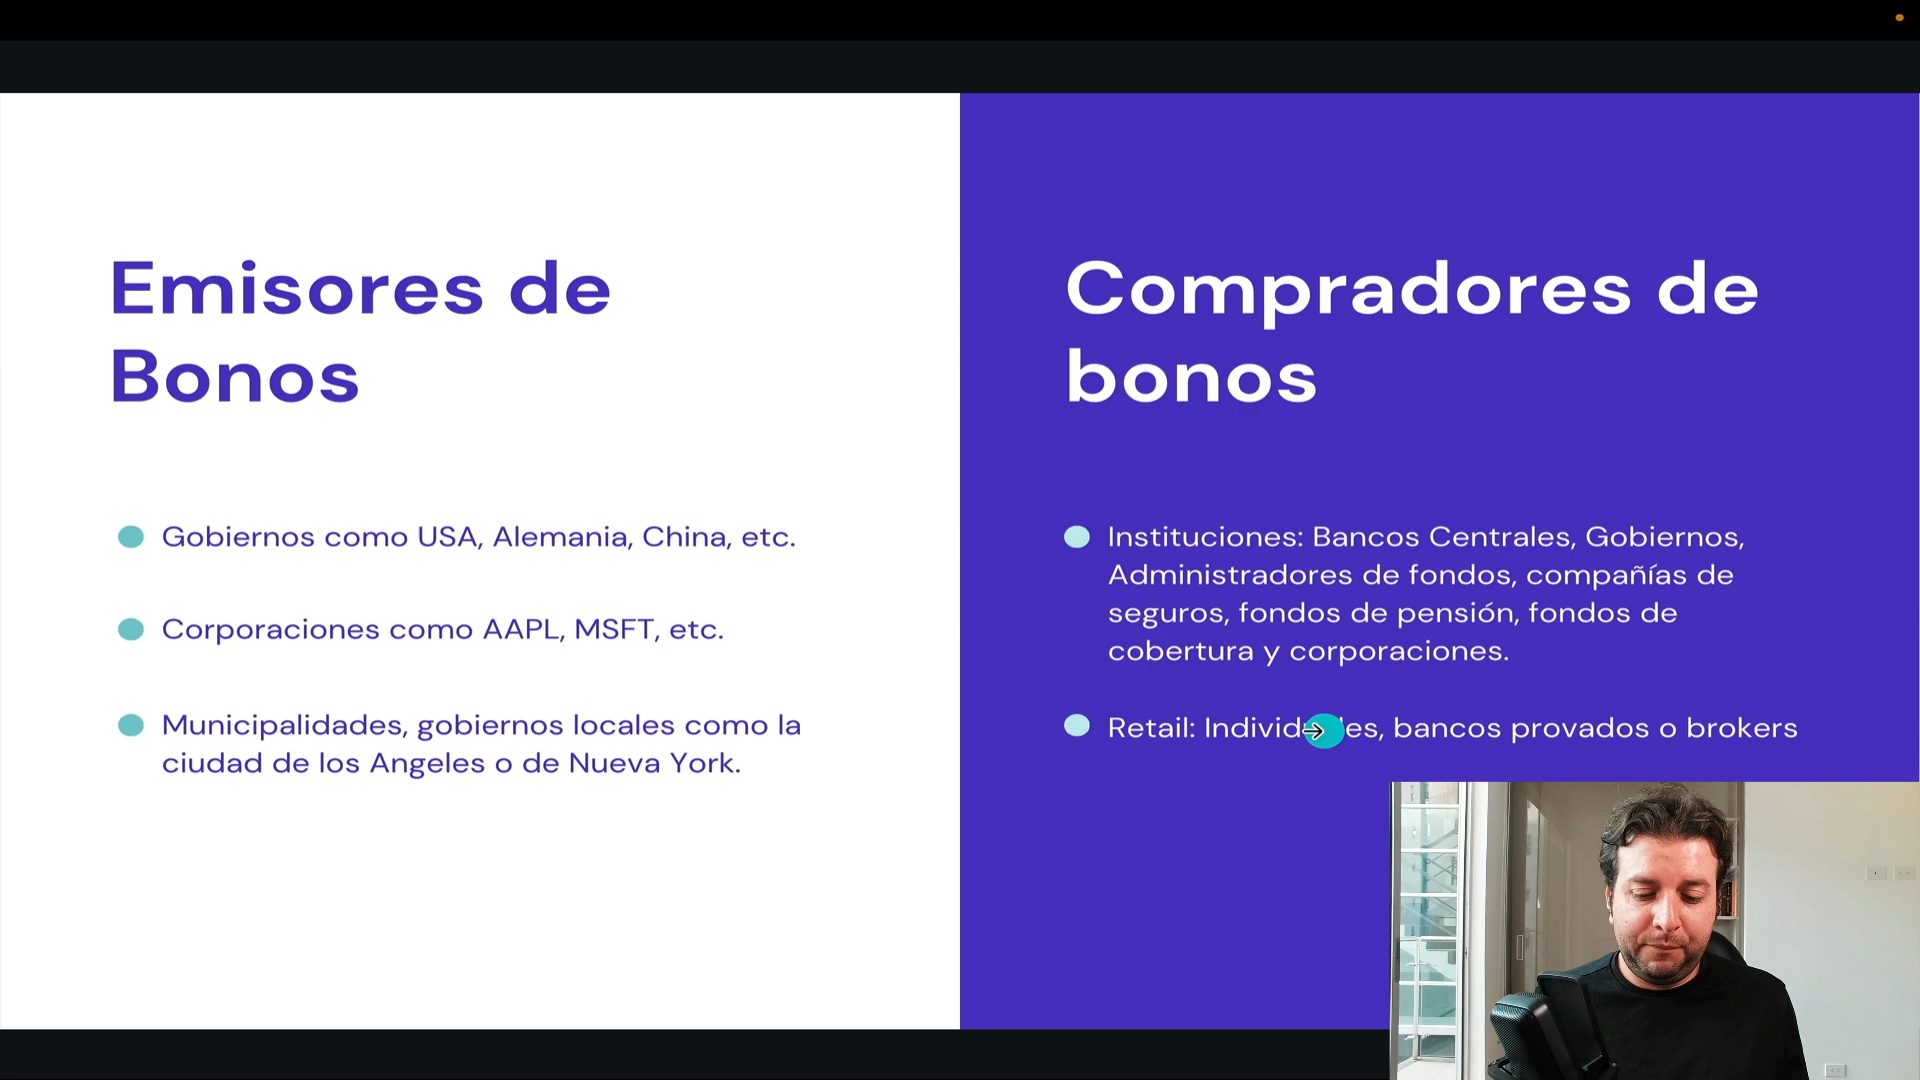 Emisores de
Bonos
Gobiernos como USA, Alemania, China, etc.
Corporaciones como AAPL, MSFT, etc.
Municipalidades, gobiernos locales como la
ciudad de los Angeles o de Nueva York.
Compradores de
bonos
Instituciones: Bancos Centrales, Gobiernos,
Administradores de fondos, compañías de
seguros, fondos de pensión, fondos de
cobertura y corporaciones.
Retail: Individuales, bancos provados o brokers